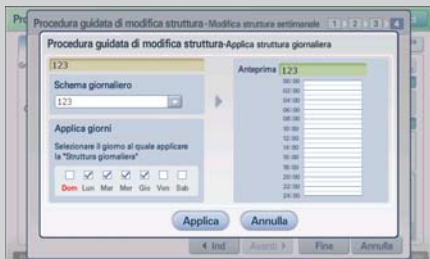 Pro
Procedura guidata di modifica struttura-Modifica struttura settimanale 1 2 3 4
Procedura guidata di modifica struttura-Applica struttura giornaliera
123
Schema giornaliero
123
Applica giorni
Selezionare il giorno al quale applicare
la "Struttura giornaliera"
Dom Lun Mar Mer Gio Ven Sab
Anteprima 123
00:00
02:00
04:00
06:00
08:00
10:00
12:00
14:00
16:00
18:00
20:00
22:00
24:00
Applica Annulla
Ind Avanti Fine Annulla